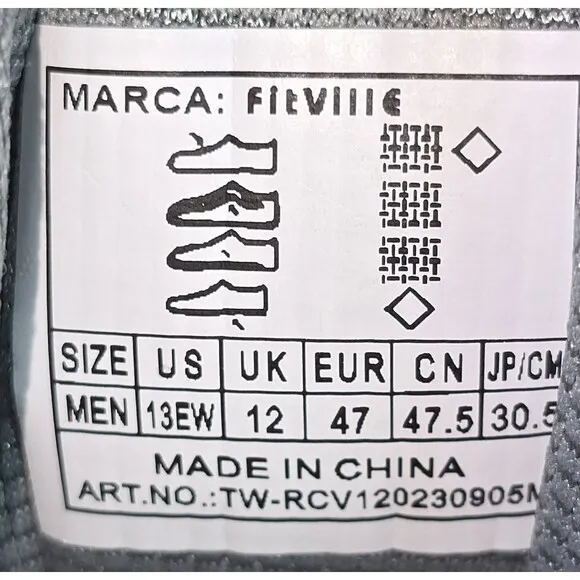 MARCA: FitVille
SIZE US UK EUR CN JP/CM
MEN 13EW 12 47 47.5 30.5
MADE IN CHINA
ART.NO.:TW-RCV120230905M